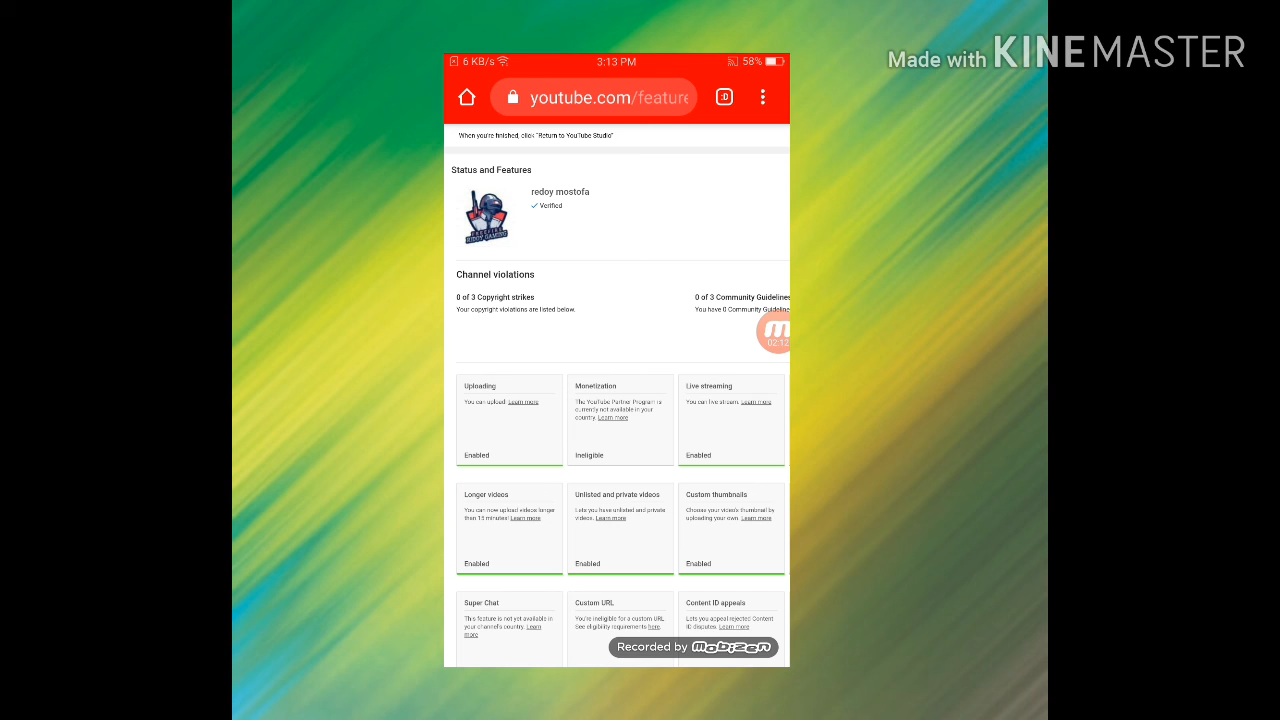 Made with KINEMASTER
6 KB/s 3:13 PM 58%
youtube.com/feature
:D
When you're finished, click "Return to YouTube Studio"
Status and Features
redoy mostofa
Verified
REDOY GAMING
Channel violations
0 of 3 Copyright strikes
Your copyright violations are listed below.
0 of 3 Community Guidelines
You have 0 Community Guideline
02:12
Uploading
You can upload. Learn more
Enabled
Monetization
The YouTube Partner Program is
currently not available in your
country. Learn more
Ineligible
Live streaming
You can live stream. Learn more
Enabled
Longer videos
You can now upload videos longer
than 15 minutes! Learn more
Enabled
Unlisted and private videos
Lets you have unlisted and private
videos. Learn more
Enabled
Custom thumbnails
Choose your video's thumbnail by
uploading your own. Learn more
Enabled
Super Chat
This feature is not yet available in
your channel's country. Learn
more
Custom URL
You're ineligible for a custom URL
See eligibility requirements here.
Content ID appeals
Lets you appeal rejected Content
ID disputes. Learn more
Recorded by mobizen